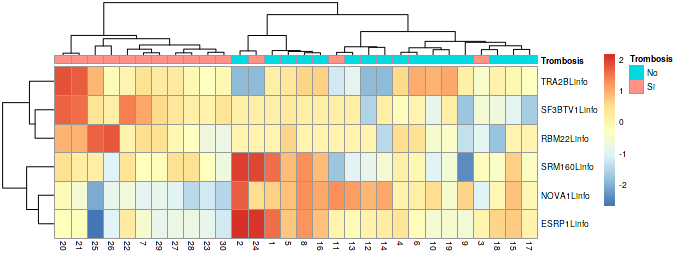 Trombosis
TRA2BLinfo
SF3BTV1Linfo
RBM22Linfo
SRM160Linfo
NOVA1Linfo
ESRP1Linfo
20 21 25 26 22 7 29 27 28 23 30 2 24 1 5 8 16 11 13 12 14 4 6 10 19 9 3 18 15 17
2
1
0
-1
-2
Trombosis
No
Si